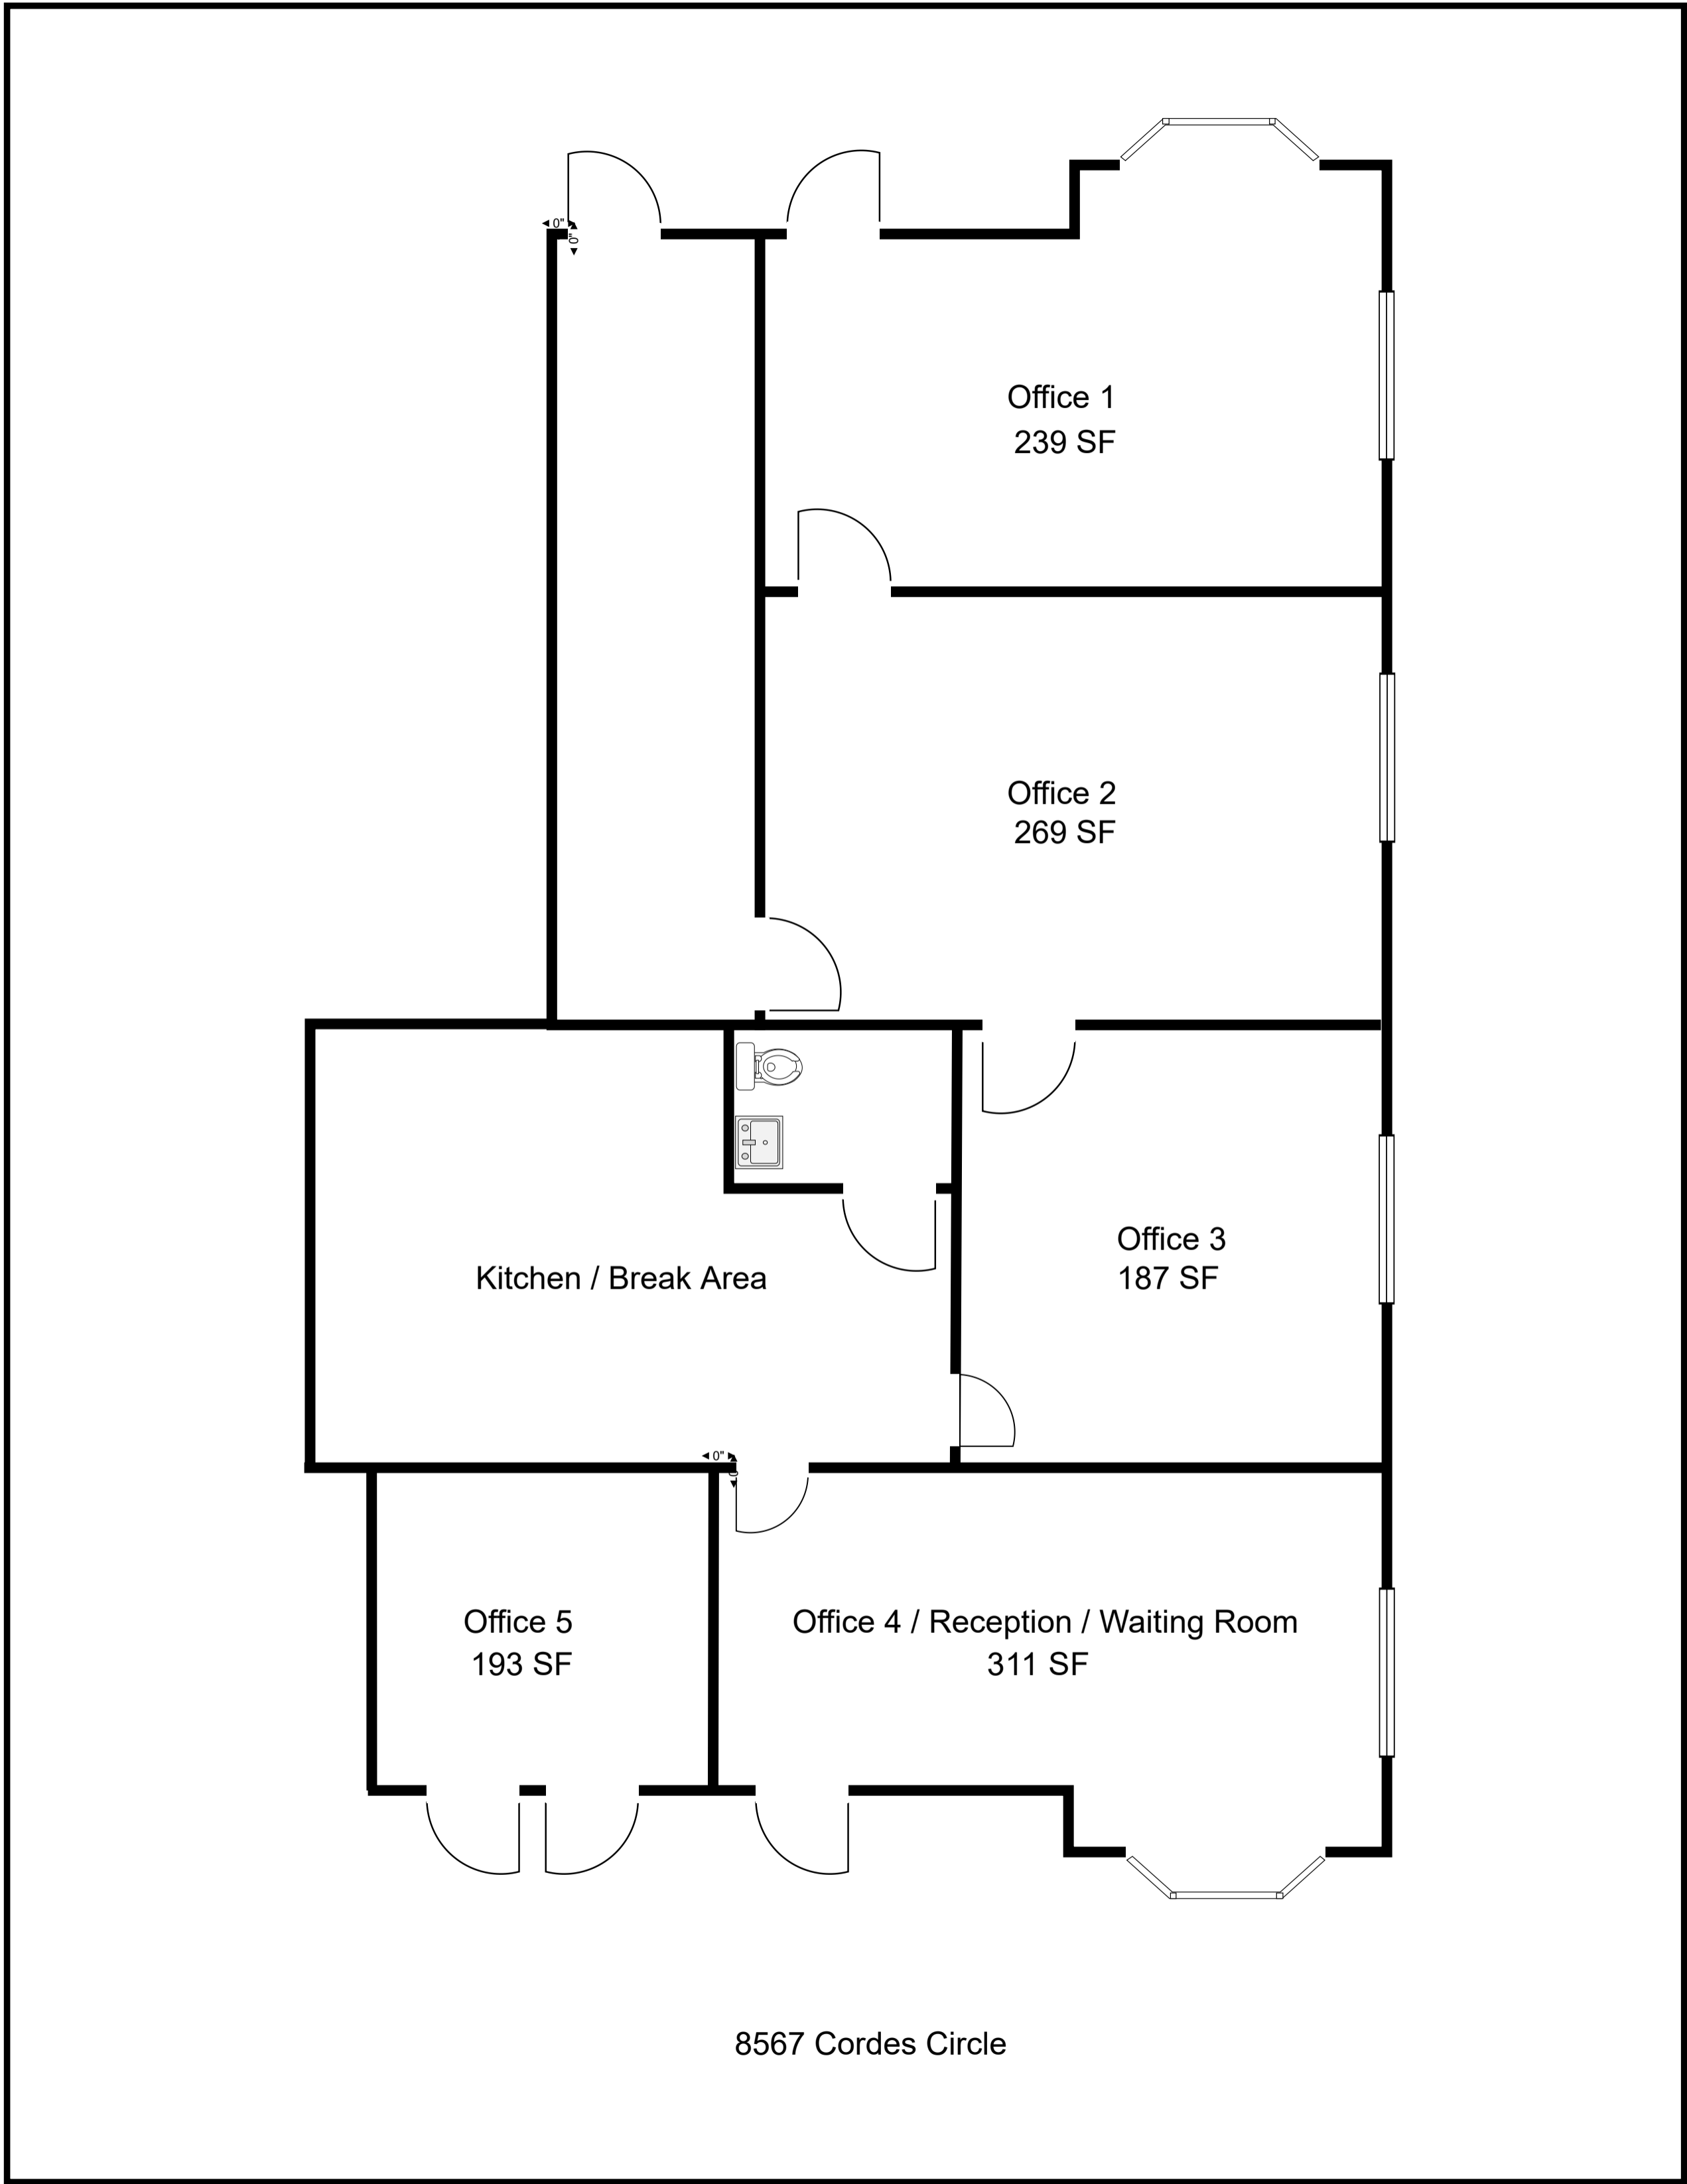 0"
0"
Office 1
239 SF
Office 2
269 SF
Office 3
187 SF
Kitchen / Break Area
0"
0"
Office 5
193 SF
Office 4 / Reception / Waiting Room
311 SF
8567 Cordes Circle